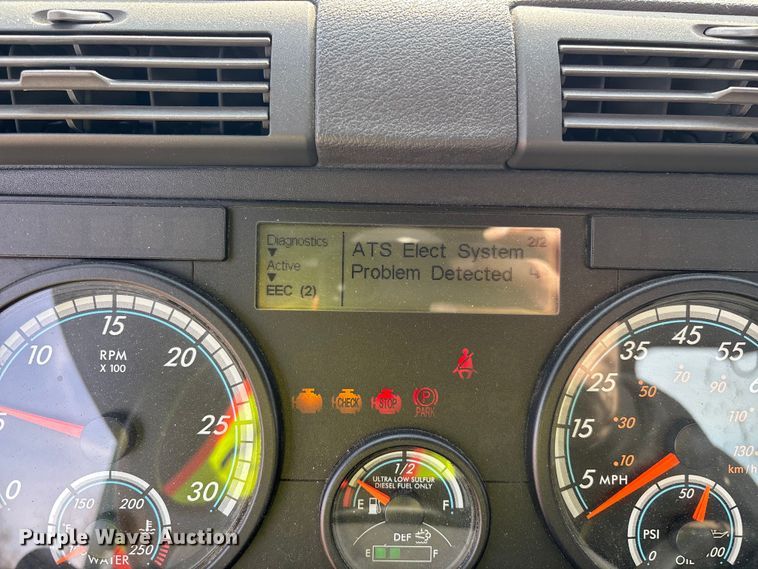 Diagnostics
Active
EEC (2)
2/2
ATS Elect System
Problem Detected 4
CHECK
STOP
P
PARK
0
10
15
20
25
30
RPM
X 100
150
200
250
°F
WATER
1/2
ULTRA LOW SULFUR
DIESEL FUEL ONLY
E
F
DEF
E
F
5
15
25
35
45
55
MPH
10
30
50
70
90
130
km/h
0
50
PSI
OIL
Purple Wave Auction®